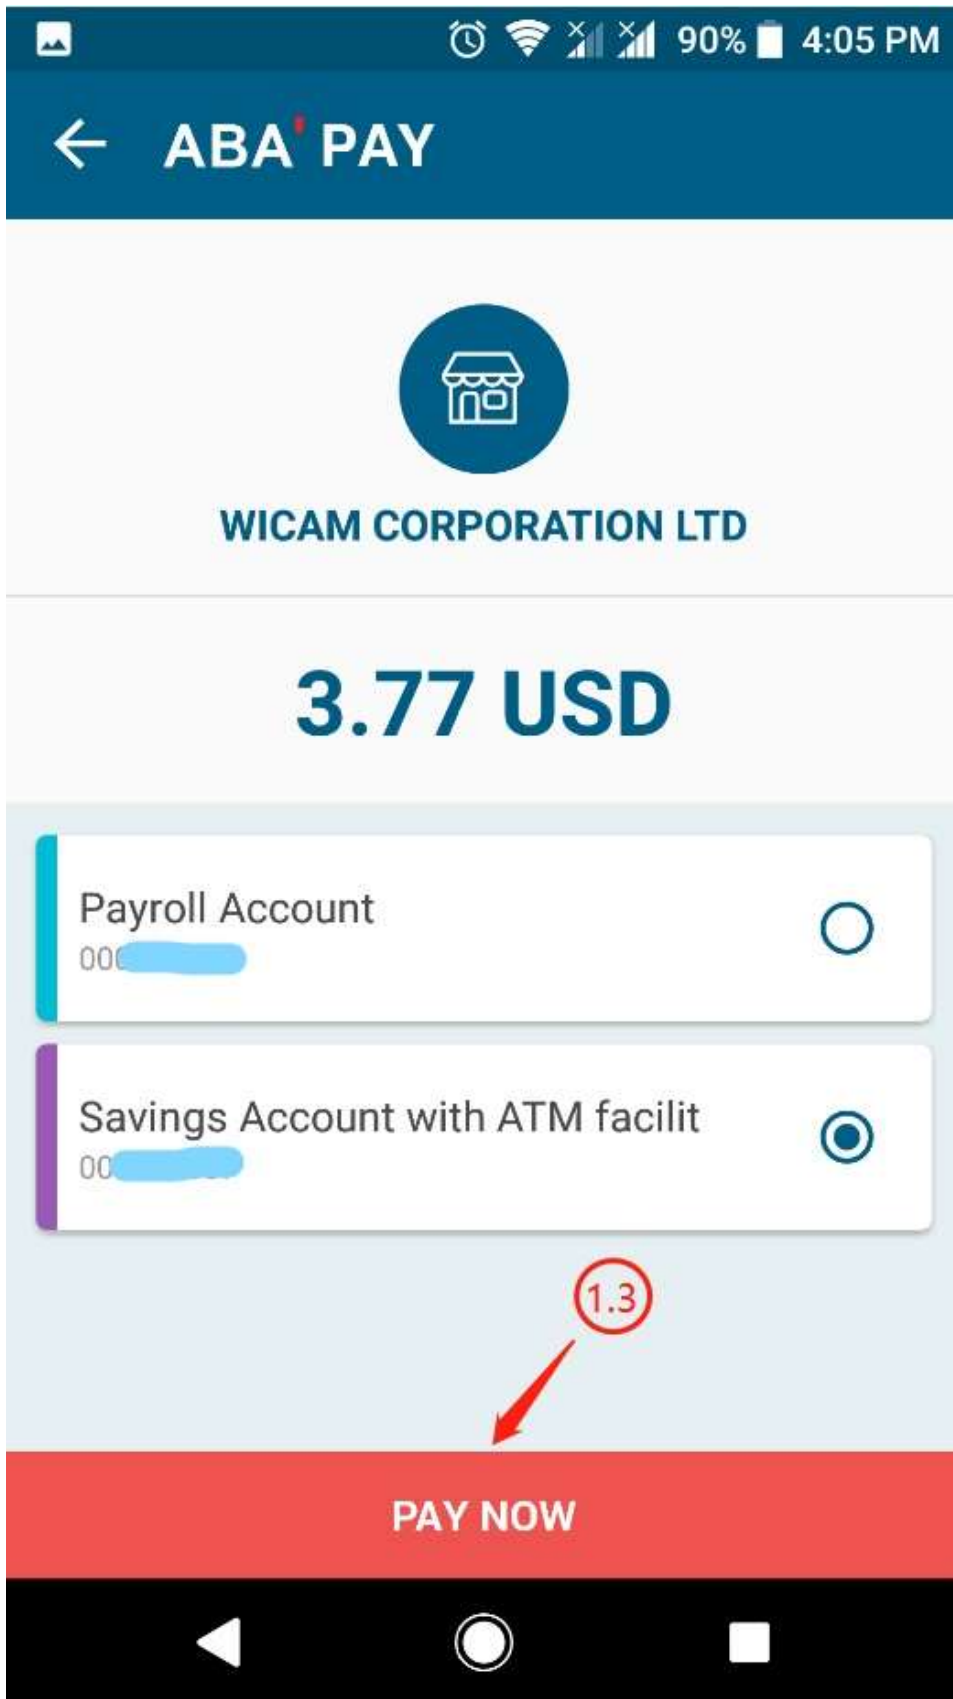 90% 4:05 PM
ABA' PAY
WICAM CORPORATION LTD
3.77 USD
Payroll Account
00
Savings Account with ATM facilit
00
1.3
PAY NOW